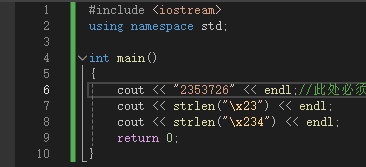 1 #include <iostream>
2 using namespace std;
3
4 int main()
5 {
6 cout << "2353726" << endl;//此处必须
7 cout << strlen("\x23") << endl;
8 cout << strlen("\x234") << endl;
9 return 0;
10 }